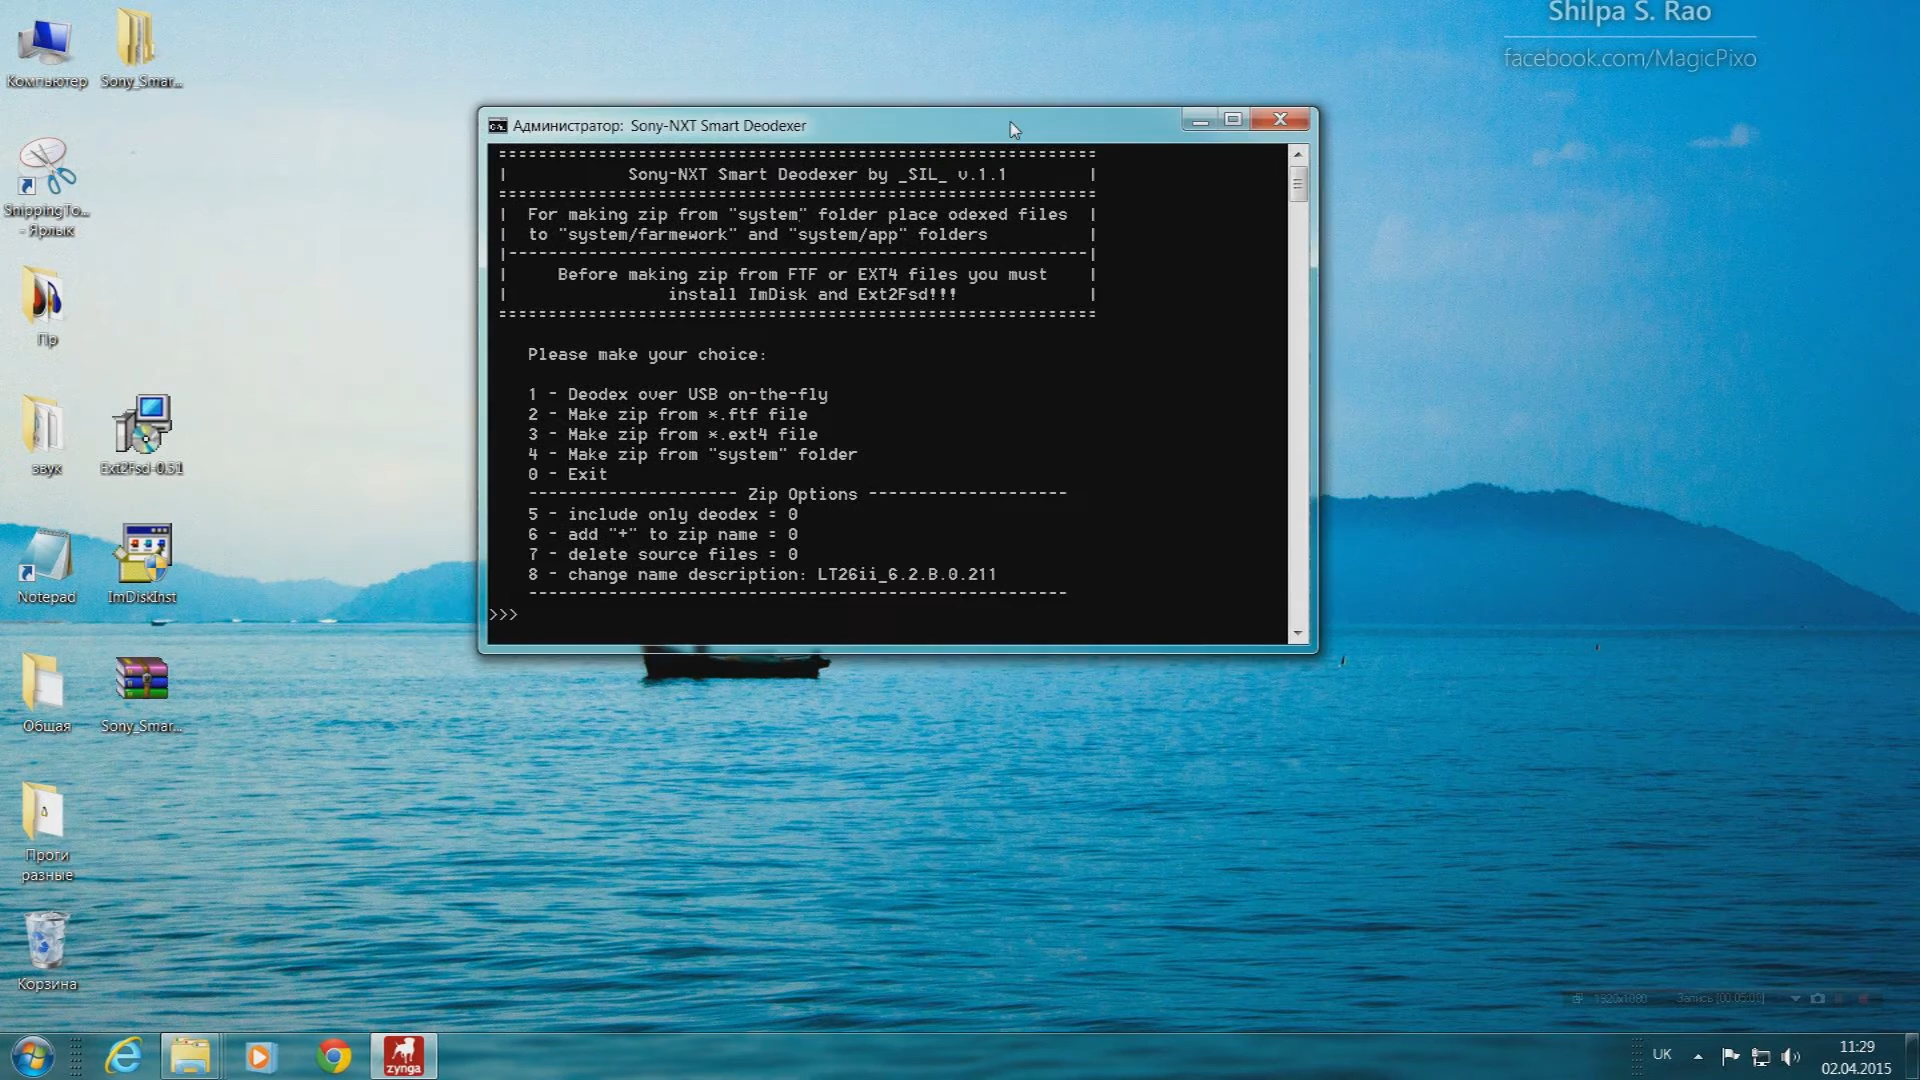 Shilpa S. Rao
facebook.com/MagicPixo
Компьютер
Sony_Smar...
SnippingTo...
- Ярлык
Пр
звук
Ext2Fsd-0.51
Notepad
ImDiskInst
Общая
Sony_Smar...
Проги
разные
Корзина
Администратор: Sony-NXT Smart Deodexer
============================================================
| Sony-NXT Smart Deodexer by _SIL_ v.1.1 |
============================================================
| For making zip from "system" folder place odexed files |
| to "system/farmework" and "system/app" folders |
|----------------------------------------------------------|
| Before making zip from FTF or EXT4 files you must |
| install ImDisk and Ext2Fsd!!! |
============================================================
Please make your choice:
1 - Deodex over USB on-the-fly
2 - Make zip from *.ftf file
3 - Make zip from *.ext4 file
4 - Make zip from "system" folder
0 - Exit
--------------------- Zip Options --------------------
5 - include only deodex = 0
6 - add "+" to zip name = 0
7 - delete source files = 0
8 - change name description: LT26ii_6.2.B.0.211
------------------------------------------------------
>>>
1920x1080 Запись [00:05:01]
zynga
UK
11:29
02.04.2015